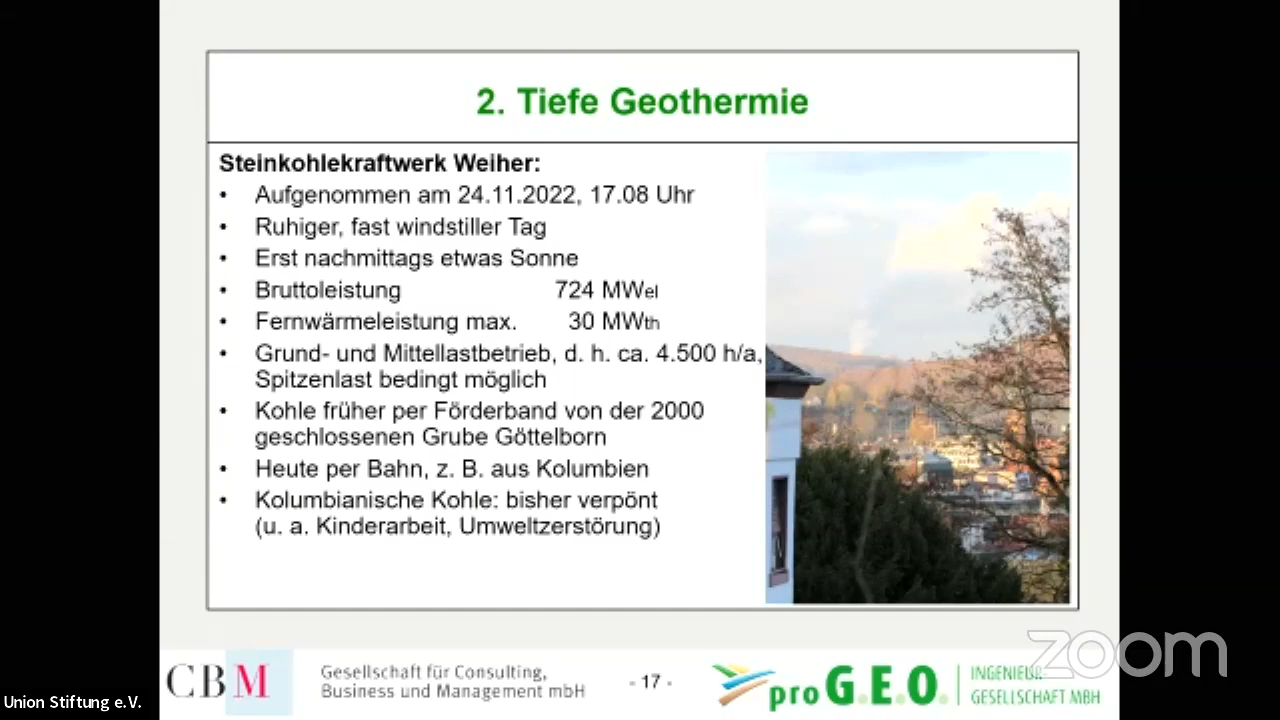 2. Tiefe Geothermie
Steinkohlekraftwerk Weiher:
• Aufgenommen am 24.11.2022, 17.08 Uhr
• Ruhiger, fast windstiller Tag
• Erst nachmittags etwas Sonne
• Bruttoleistung 724 MWel
• Fernwärmeleistung max. 30 MWth
• Grund- und Mittellastbetrieb, d. h. ca. 4.500 h/a,
Spitzenlast bedingt möglich
• Kohle früher per Förderband von der 2000
geschlossenen Grube Göttelborn
• Heute per Bahn, z. B. aus Kolumbien
• Kolumbianische Kohle: bisher verpönt
(u. a. Kinderarbeit, Umweltzerstörung)
zoom
CBM
Gesellschaft für Consulting,
Business und Management mbH
- 17 -
pro G.E.O.
INGENIEUR-
GESELLSCHAFT MBH
Union Stiftung e.V.